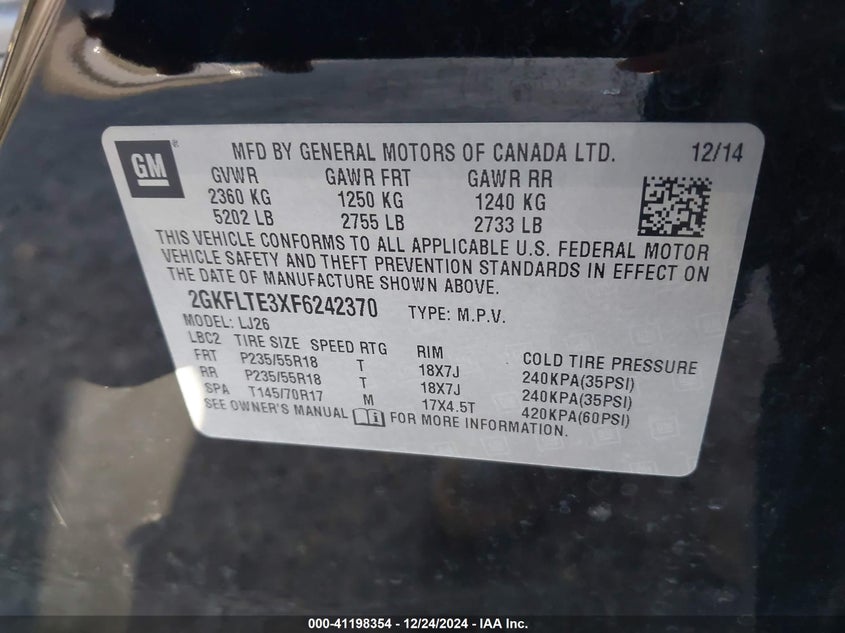 GM ®
MFD BY GENERAL MOTORS OF CANADA LTD. 12/14
GVWR GAWR FRT GAWR RR
2360 KG 1250 KG 1240 KG
5202 LB 2755 LB 2733 LB
THIS VEHICLE CONFORMS TO ALL APPLICABLE U.S. FEDERAL MOTOR
VEHICLE SAFETY AND THEFT PREVENTION STANDARDS IN EFFECT ON
THE DATE OF MANUFACTURE SHOWN ABOVE.
2GKFLTE3XF6242370 TYPE: M.P.V.
MODEL: LJ26
LBC2 TIRE SIZE SPEED RTG RIM COLD TIRE PRESSURE
FRT P235/55R18 T 18X7J 240KPA(35PSI)
RR P235/55R18 T 18X7J 240KPA(35PSI)
SPA T145/70R17 M 17X4.5T 420KPA(60PSI)
SEE OWNER'S MANUAL FOR MORE INFORMATION.
000-41198354 / 12/24/2024 - IAA Inc.